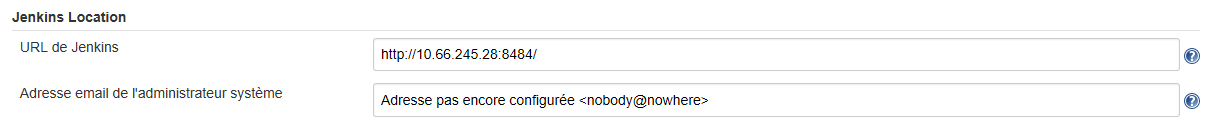 Jenkins Location
URL de Jenkins
http://10.66.245.28:8484/
Adresse email de l'administrateur système
Adresse pas encore configurée <nobody@nowhere>